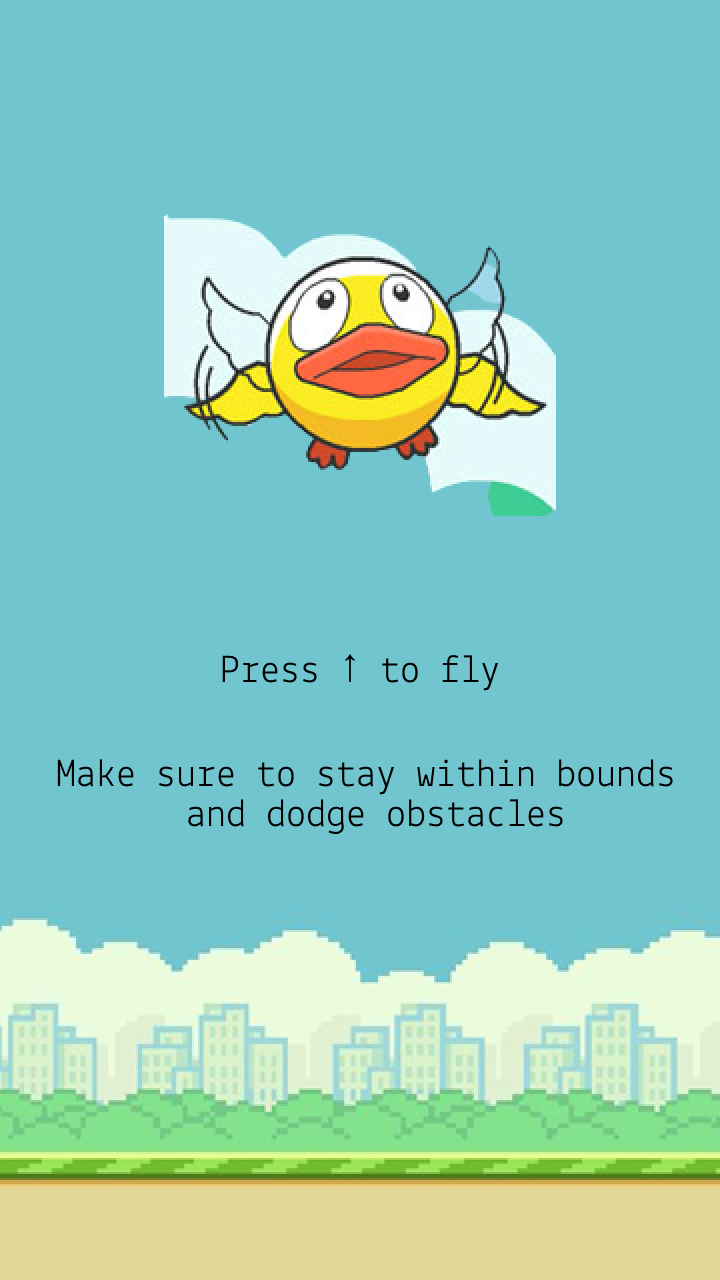 Press ↑ to fly
Make sure to stay within bounds
and dodge obstacles